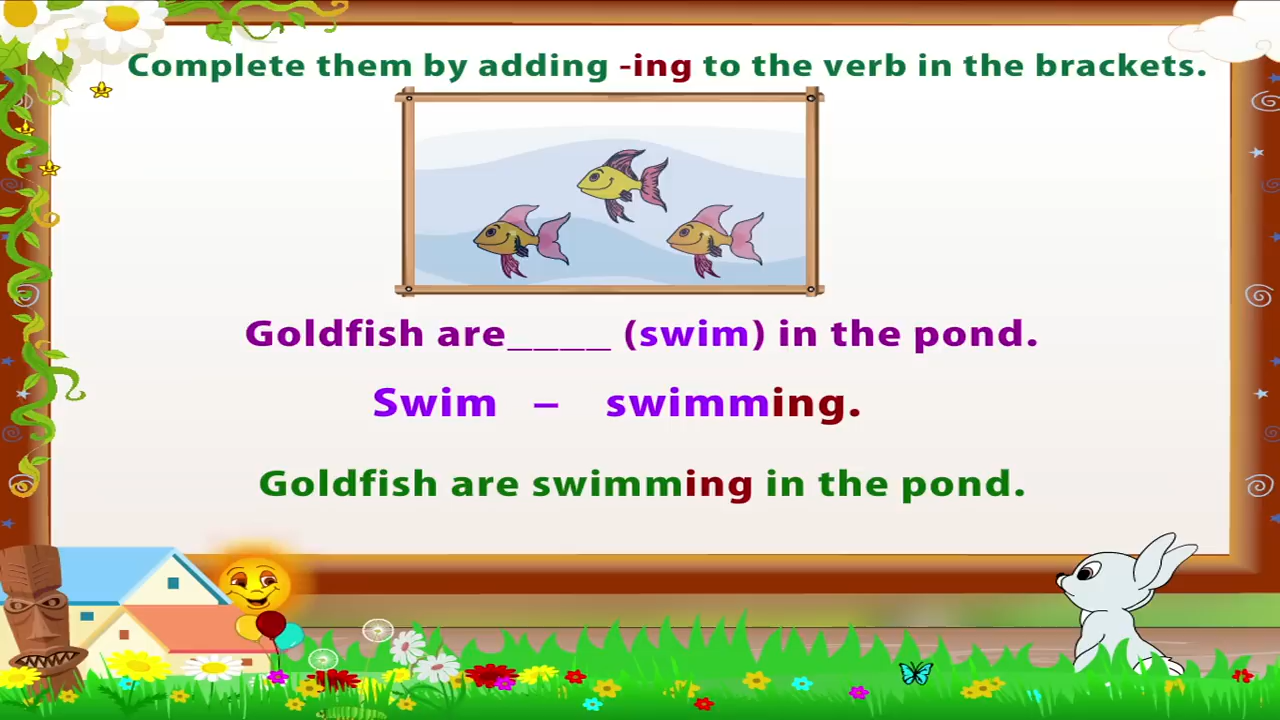 Complete them by adding -ing to the verb in the brackets.
Goldfish are____ (swim) in the pond.
Swim – swimming.
Goldfish are swimming in the pond.